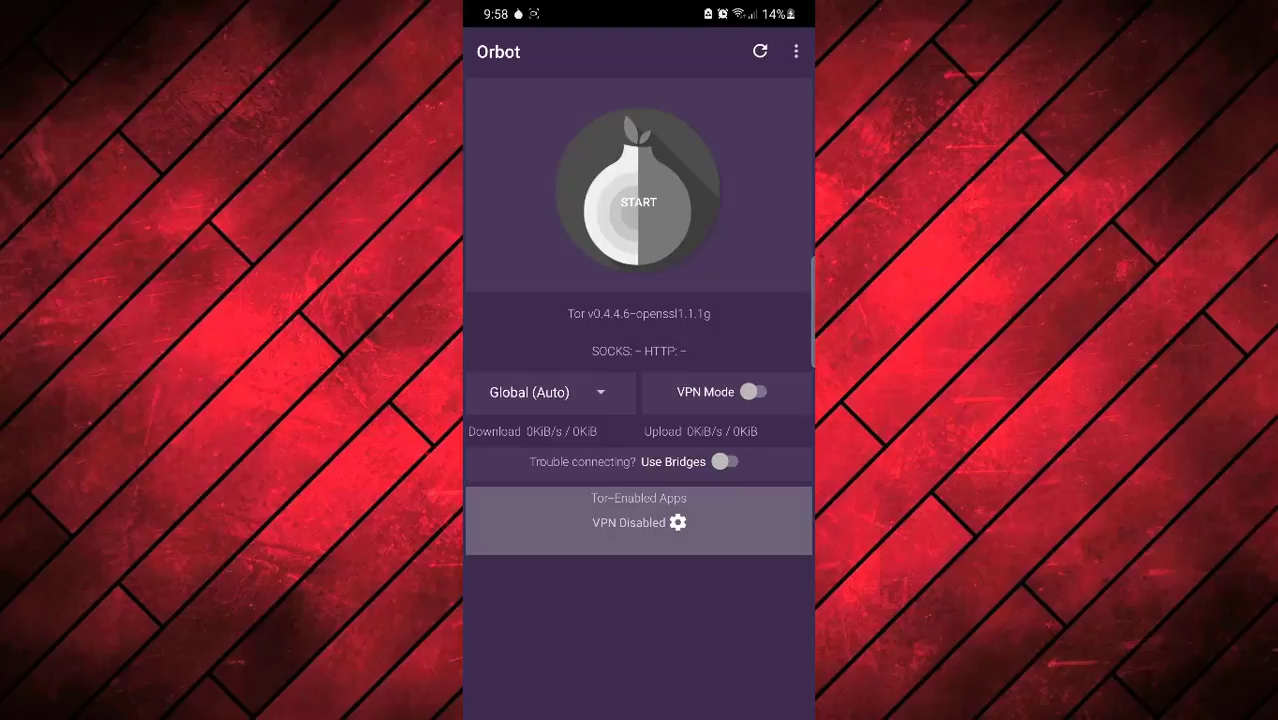 9:58 14%
Orbot
START
Tor v0.4.4.6-openssl1.1.1g
SOCKS: - HTTP: -
Global (Auto) VPN Mode
Download 0KiB/s / 0KiB Upload 0KiB/s / 0KiB
Trouble connecting? Use Bridges
Tor-Enabled Apps
VPN Disabled